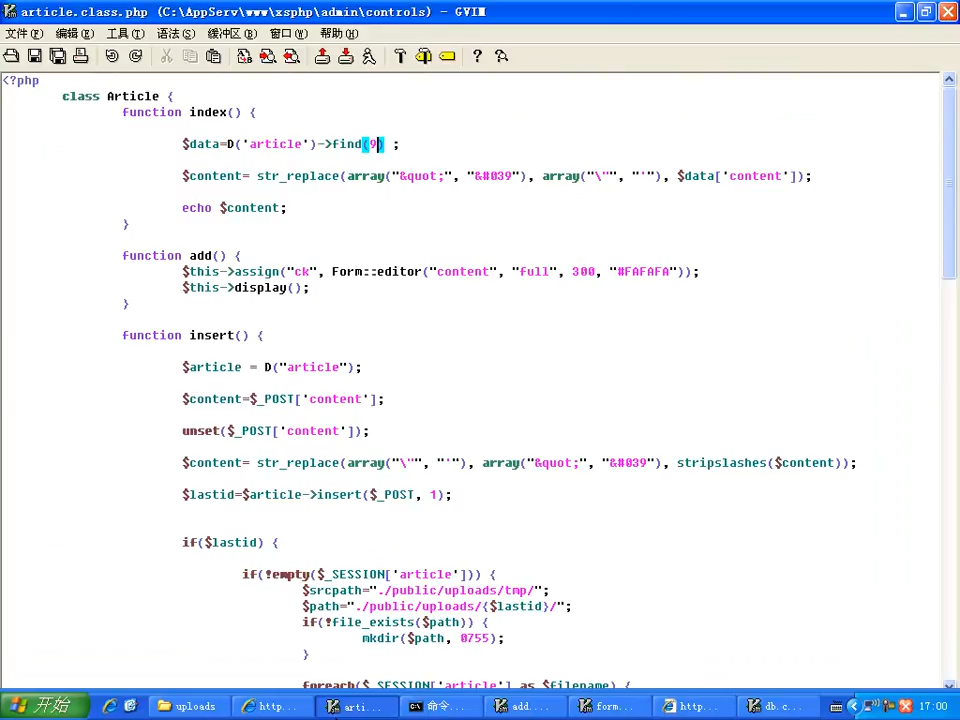 article.class.php (C:\AppServ\www\xsphp\admin\controls) - GVIM
文件(F) 编辑(E) 工具(T) 语法(S) 缓冲区(B) 窗口(W) 帮助(H)
<?php
class Article {
function index() {
$data=D('article')->find(9) ;
$content= str_replace(array("&quot;", "&#039"), array("\"", "'"), $data['content']);
echo $content;
}
function add() {
$this->assign("ck", Form::editor("content", "full", 300, "#FAFAFA"));
$this->display();
}
function insert() {
$article = D("article");
$content=$_POST['content'];
unset($_POST['content']);
$content= str_replace(array("\"", "'"), array("&quot;", "&#039"), stripslashes($content));
$lastid=$article->insert($_POST, 1);
if($lastid) {
if(!empty($_SESSION['article'])) {
$srcpath="./public/uploads/tmp/";
$path="./public/uploads/{$lastid}/";
if(!file_exists($path)) {
mkdir($path, 0755);
}
foreach($_SESSION['article'] as $filename) {
开始 uploads http... arti... 命令... add.... form... http... db.c... 17:00